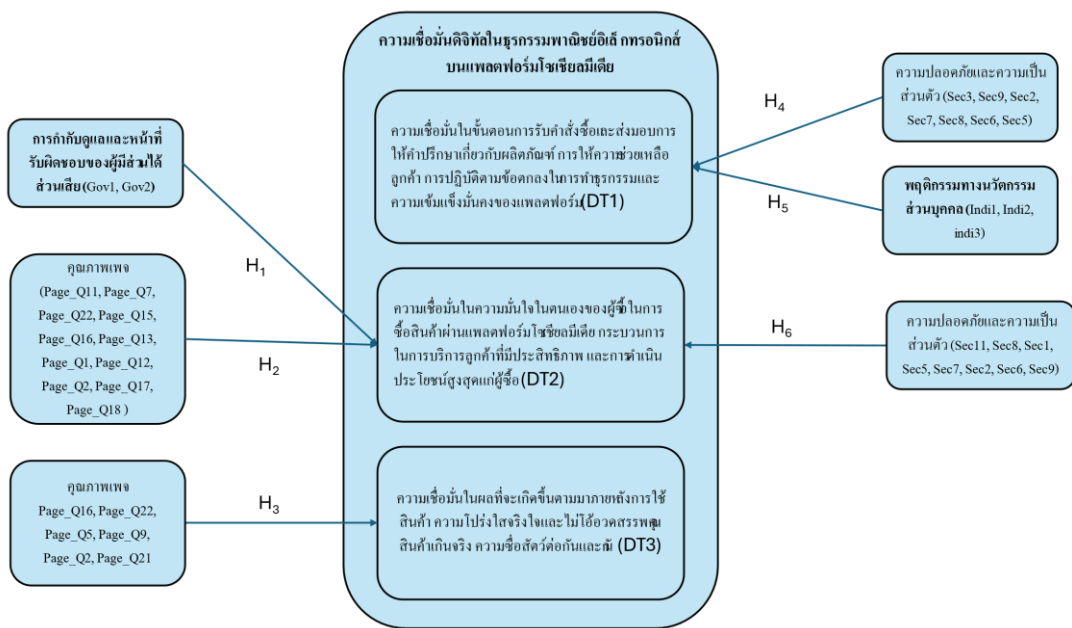 ความเชื่อมั่นดิจิทัลในธุรกรรมพาณิชย์อิเล็ กทรอนิกส์
บนแพลตฟอร์มโซเชียลมีเดีย
การกำกับดูแลและหน้าที่
รับผิดชอบของผู้มีส่วนได้
ส่วนเสีย (Gov1, Gov2)
คุณภาพเพจ
(Page_Q11, Page_Q7,
Page_Q22, Page_Q15,
Page_Q16, Page_Q13,
Page_Q1, Page_Q12,
Page_Q2, Page_Q17,
Page_Q18 )
คุณภาพเพจ
Page_Q16, Page_Q22,
Page_Q5, Page_Q9,
Page_Q2, Page_Q21
H1
H2
H3
ความเชื่อมั่นในขั้นตอนการรับคำสั่งซื้อและส่งมอบการ
ให้คำปรึกษาเกี่ยวกับผลิตภัณฑ์ การให้ความช่วยเหลือ
ลูกค้า การปฏิบัติตามข้อตกลงในการทำธุรกรรมและ
ความเข้มแข็งมั่นคงของแพลตฟอร์ม(DT1)
ความเชื่อมั่นในความมั่นใจในตนเองของผู้ซื้อในการ
ซื้อสินค้าผ่านแพลตฟอร์มโซเชียลมีเดีย กระบวนการ
ในการบริการลูกค้าที่มีประสิทธิภาพ และการดำเนิน
ประโยชน์สูงสุดแก่ผู้ซื้อ(DT2)
ความเชื่อมั่นในผลที่จะเกิดขึ้นตามมาภายหลังการใช้
สินค้า ความโปร่งใสจริงใจและไม่โอ้อวดสรรพคุณ
สินค้าเกินจริง ความซื่อสัตว์ต่อกันและกัน (DT3)
H4
H5
H6
ความปลอดภัยและความเป็น
ส่วนตัว (Sec3, Sec9, Sec2,
Sec7, Sec8, Sec6, Sec5)
พฤติกรรมทางนวัตกรรม
ส่วนบุคคล (Indi1, Indi2,
indi3)
ความปลอดภัยและความเป็น
ส่วนตัว (Sec11, Sec8, Sec1,
Sec5, Sec7, Sec2, Sec6, Sec9)